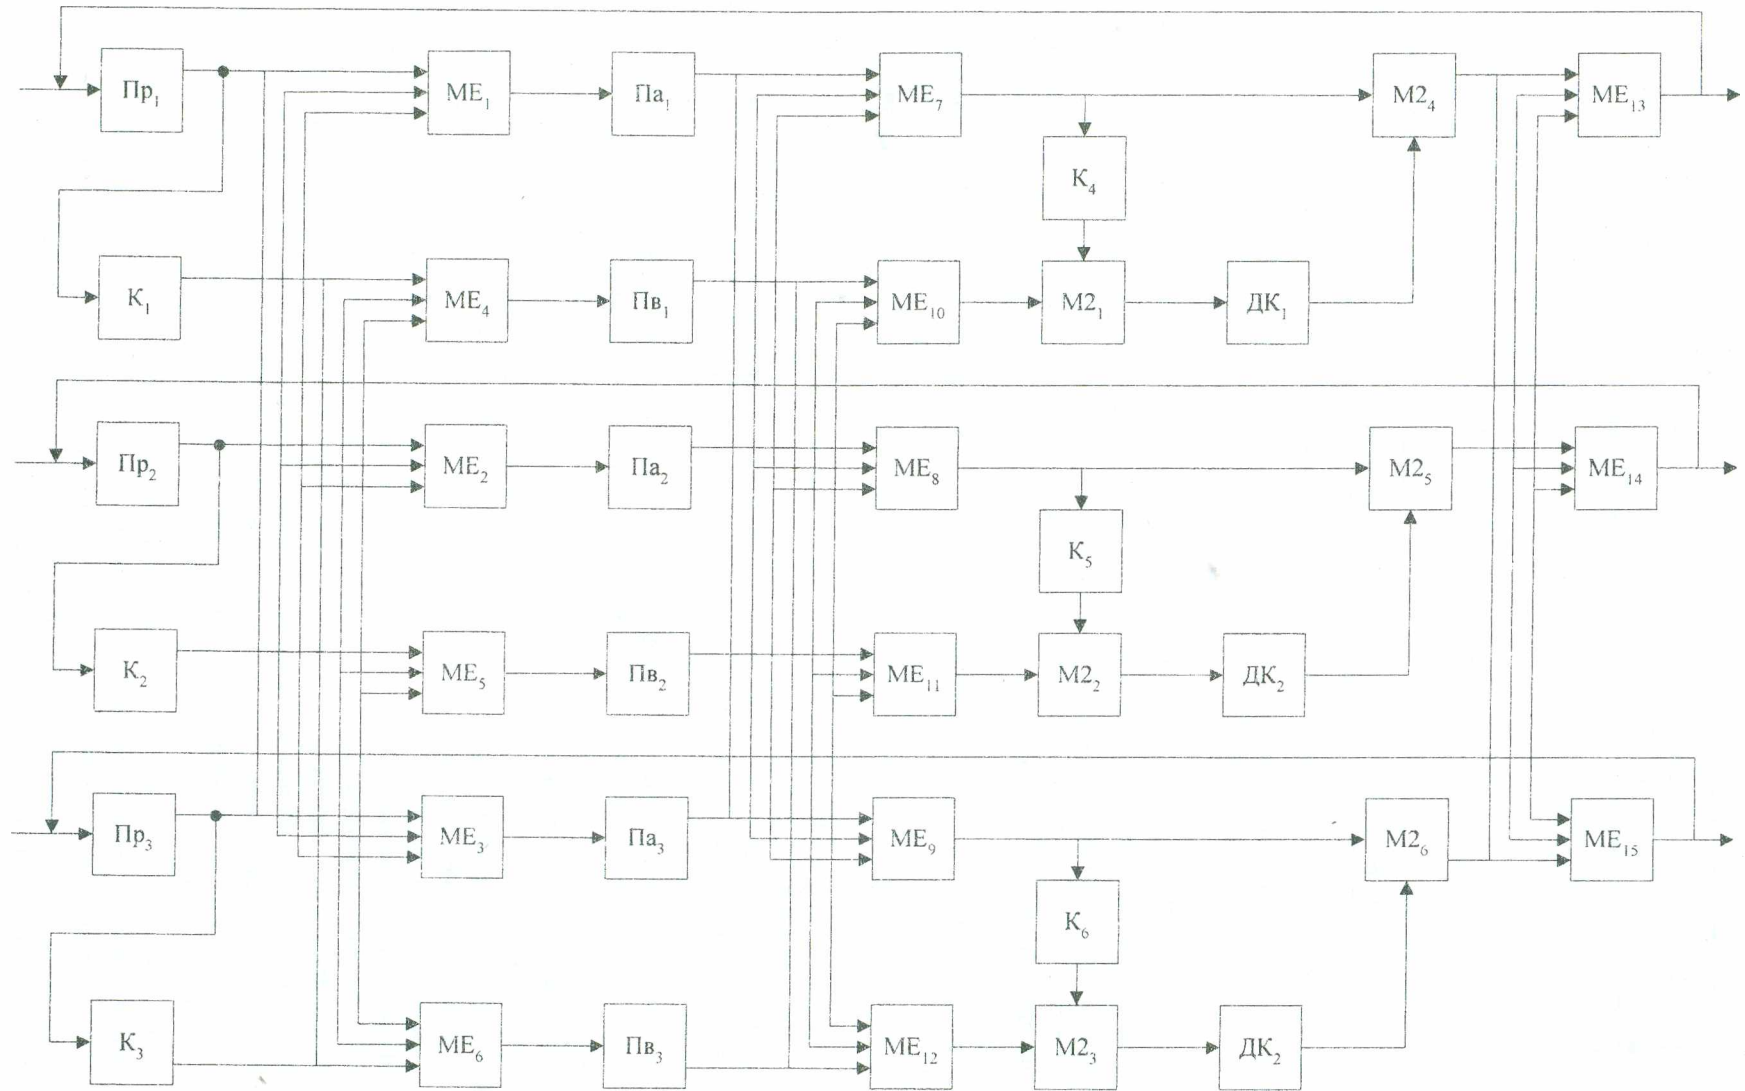 Пр₁ МЕ₁ Па₁ МЕ₇ М2₄ МЕ₁₃
К₄
К₁ МЕ₄ Пв₁ МЕ₁₀ М2₁ ДК₁
Пр₂ МЕ₂ Па₂ МЕ₈ М2₅ МЕ₁₄
К₅
К₂ МЕ₅ Пв₂ МЕ₁₁ М2₂ ДК₂
Пр₃ МЕ₃ Па₃ МЕ₉ М2₆ МЕ₁₅
К₆
К₃ МЕ₆ Пв₃ МЕ₁₂ М2₃ ДК₂